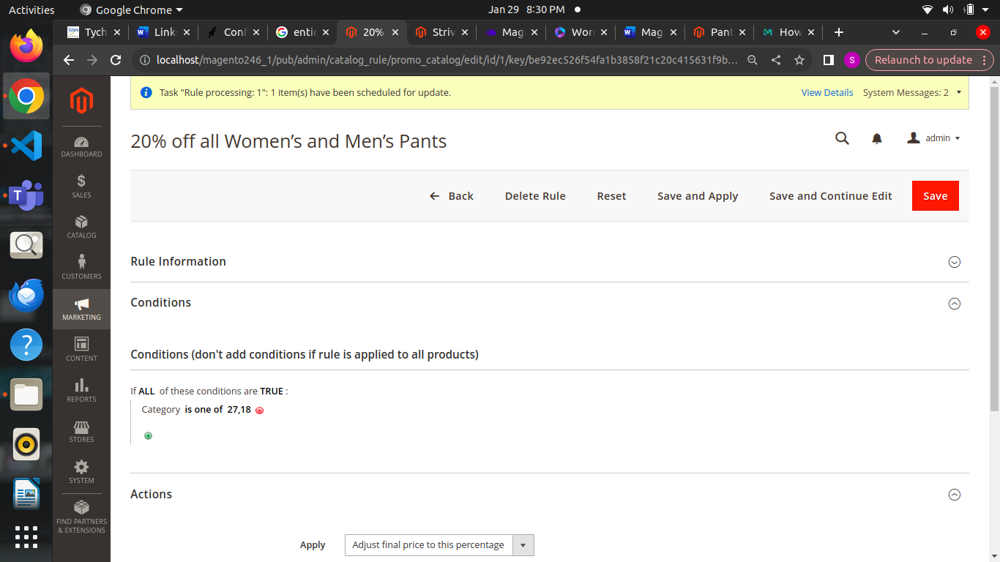 Activities
Google Chrome
Jan 29 8:30 PM
Tych
Link
Conf
entic
20%
Striv
Mag
Wor
Mag
Pant
How
localhost/magento246_1/pub/admin/catalog_rule/promo_catalog/edit/id/1/key/be92ec526f54fa1b3858f21c20c415631f9b...
S
Relaunch to update
Task "Rule processing: 1": 1 item(s) have been scheduled for update.
View Details
System Messages: 2
20% off all Women’s and Men’s Pants
admin
Back
Delete Rule
Reset
Save and Apply
Save and Continue Edit
Save
DASHBOARD
SALES
CATALOG
CUSTOMERS
MARKETING
CONTENT
REPORTS
STORES
SYSTEM
FIND PARTNERS
& EXTENSIONS
Rule Information
Conditions
Conditions (don't add conditions if rule is applied to all products)
If ALL of these conditions are TRUE :
Category is one of 27,18
Actions
Apply
Adjust final price to this percentage